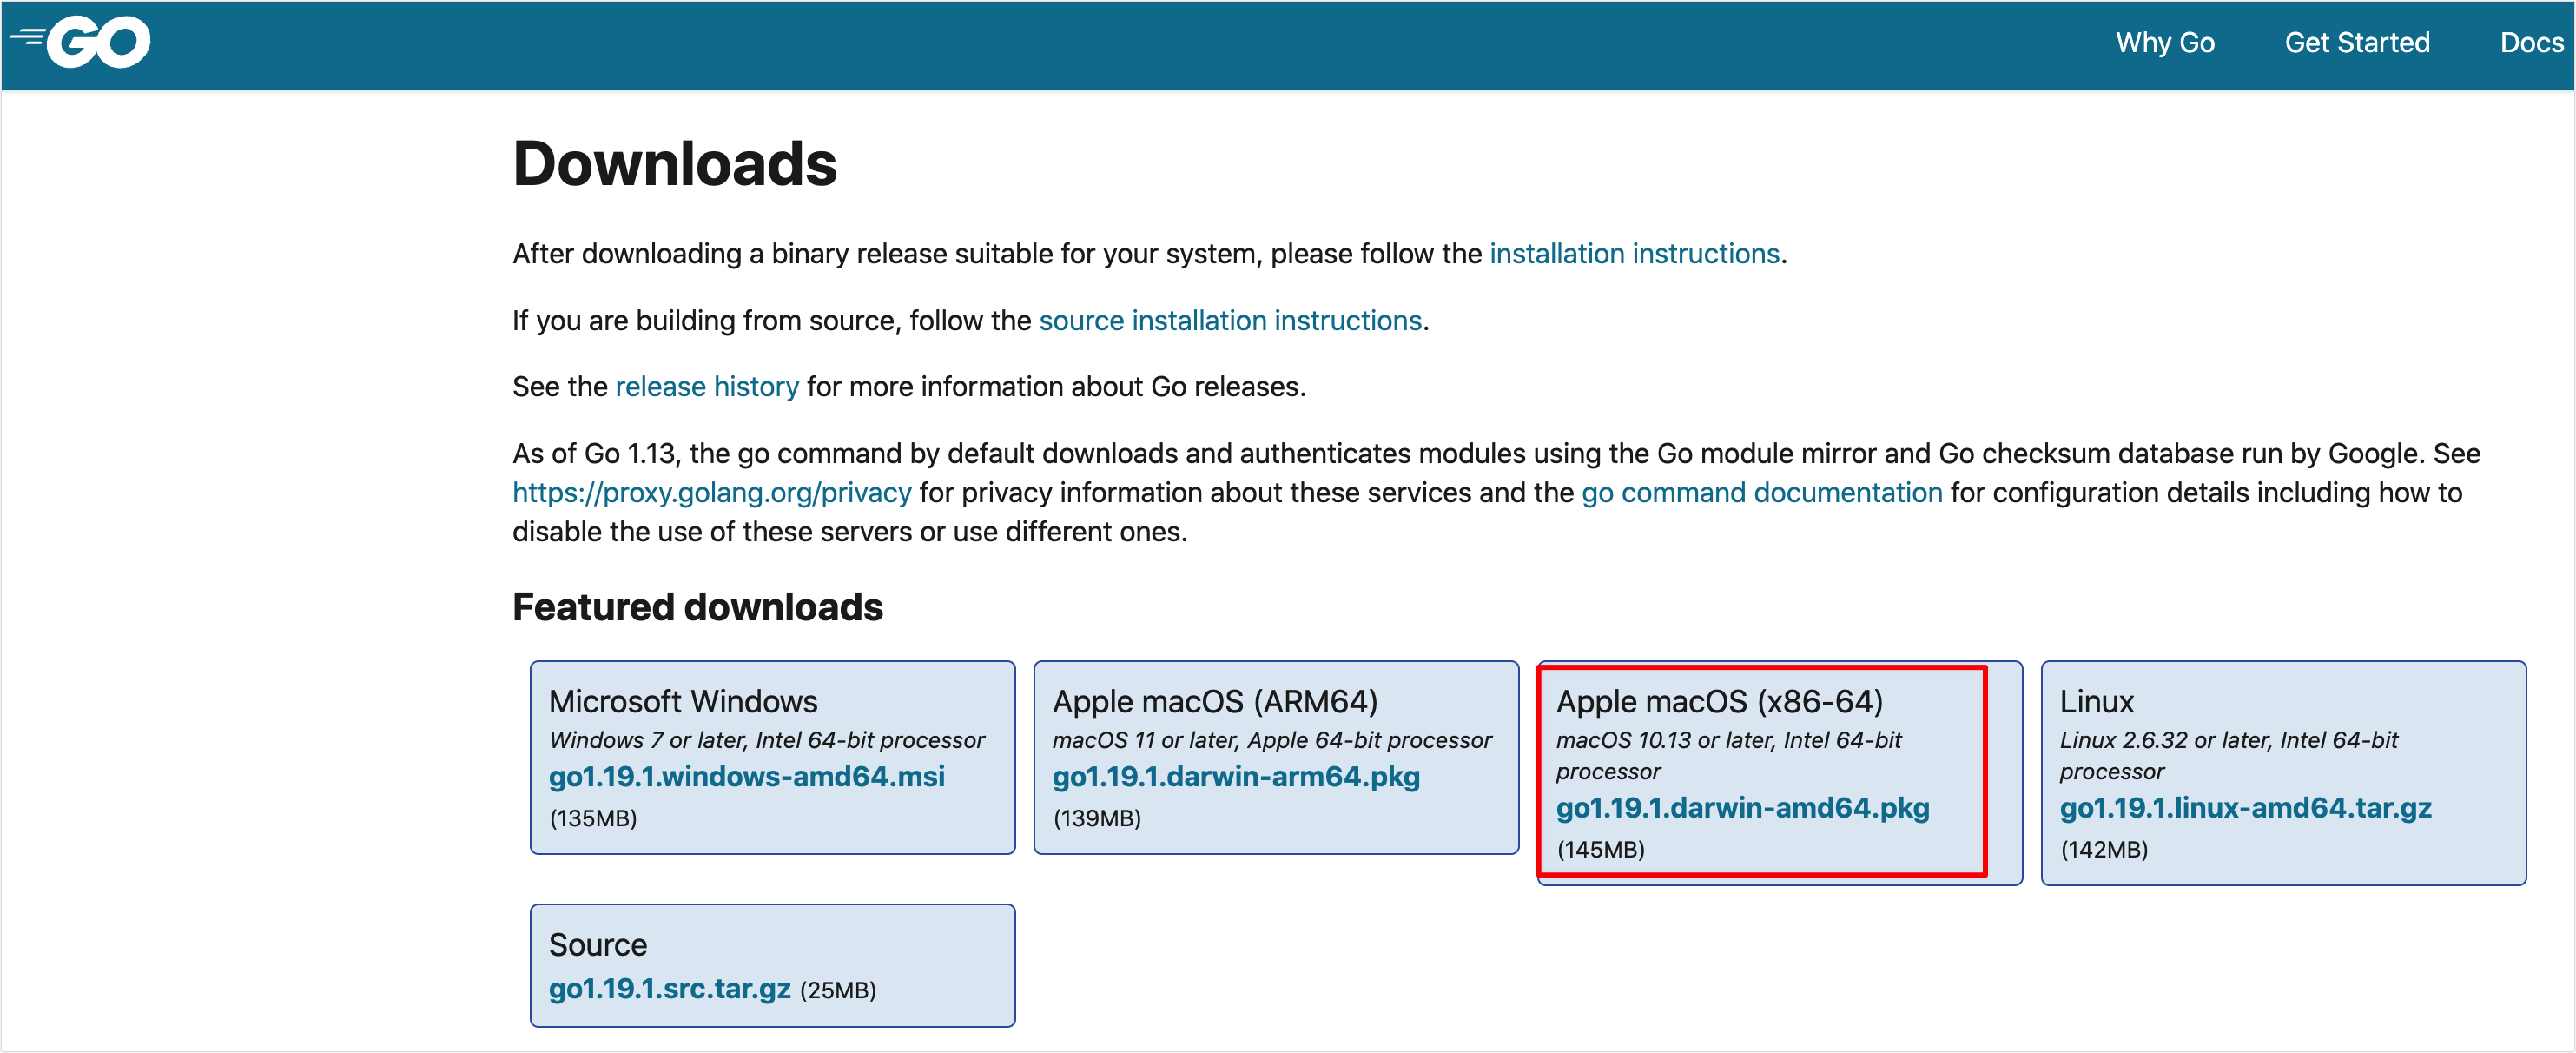 GO
Why Go Get Started Docs
Downloads
After downloading a binary release suitable for your system, please follow the installation instructions.
If you are building from source, follow the source installation instructions.
See the release history for more information about Go releases.
As of Go 1.13, the go command by default downloads and authenticates modules using the Go module mirror and Go checksum database run by Google. See
https://proxy.golang.org/privacy for privacy information about these services and the go command documentation for configuration details including how to
disable the use of these servers or use different ones.
Featured downloads
Microsoft Windows
Windows 7 or later, Intel 64-bit processor
go1.19.1.windows-amd64.msi
(135MB)
Apple macOS (ARM64)
macOS 11 or later, Apple 64-bit processor
go1.19.1.darwin-arm64.pkg
(139MB)
Apple macOS (x86-64)
macOS 10.13 or later, Intel 64-bit
processor
go1.19.1.darwin-amd64.pkg
(145MB)
Linux
Linux 2.6.32 or later, Intel 64-bit
processor
go1.19.1.linux-amd64.tar.gz
(142MB)
Source
go1.19.1.src.tar.gz (25MB)